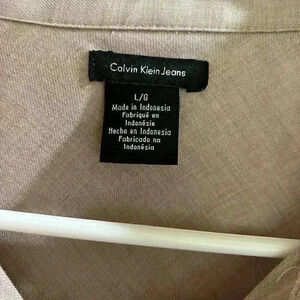 Calvin Klein Jeans
L/G
Made in Indonesia
Fabriqué en
Indonésie
Hecho en Indonesia
Fabricado na
Indonésia